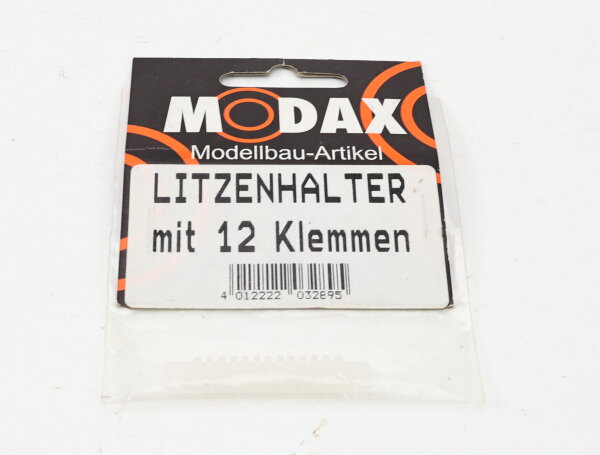 MODAX
Modellbau-Artikel
LITZENHALTER
mit 12 Klemmen
4 012222 032895